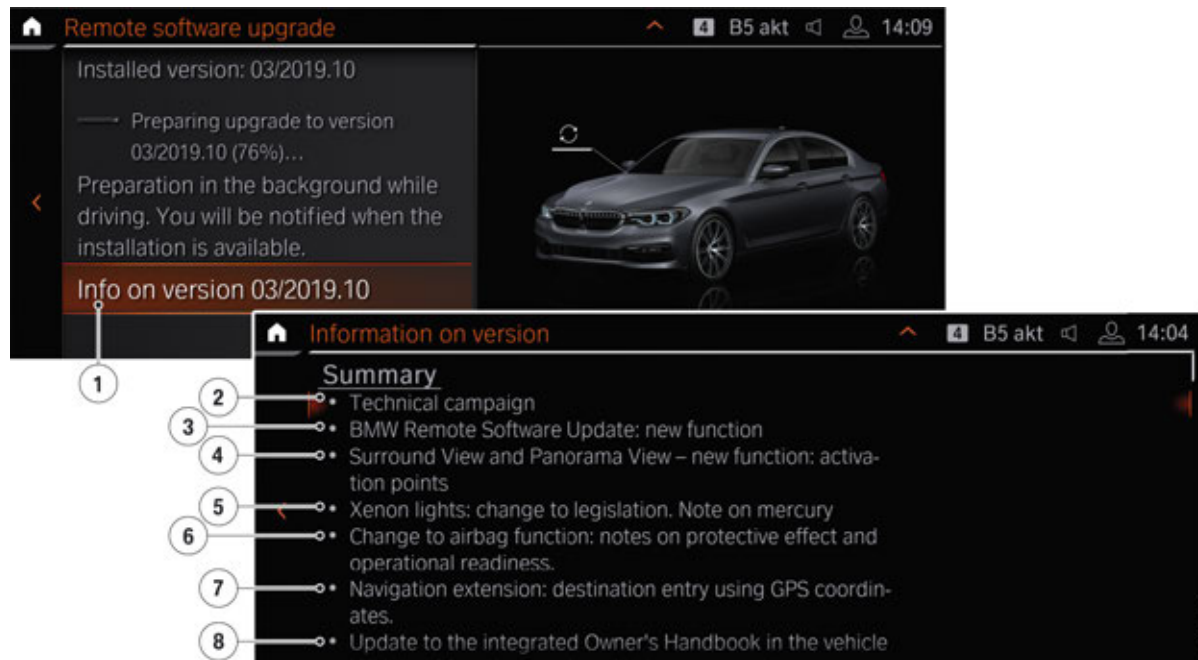 Remote software upgrade
4 B5 akt 14:09
Installed version: 03/2019.10
Preparing upgrade to version
03/2019.10 (76%)...
Preparation in the background while
driving. You will be notified when the
installation is available.
Info on version 03/2019.10
1
Information on version
4 B5 akt 14:04
Summary
2 • Technical campaign
3 • BMW Remote Software Update: new function
4 • Surround View and Panorama View – new function: activa-
tion points
5 • Xenon lights: change to legislation. Note on mercury
6 • Change to airbag function: notes on protective effect and
operational readiness.
7 • Navigation extension: destination entry using GPS coordin-
ates.
8 • Update to the integrated Owner's Handbook in the vehicle